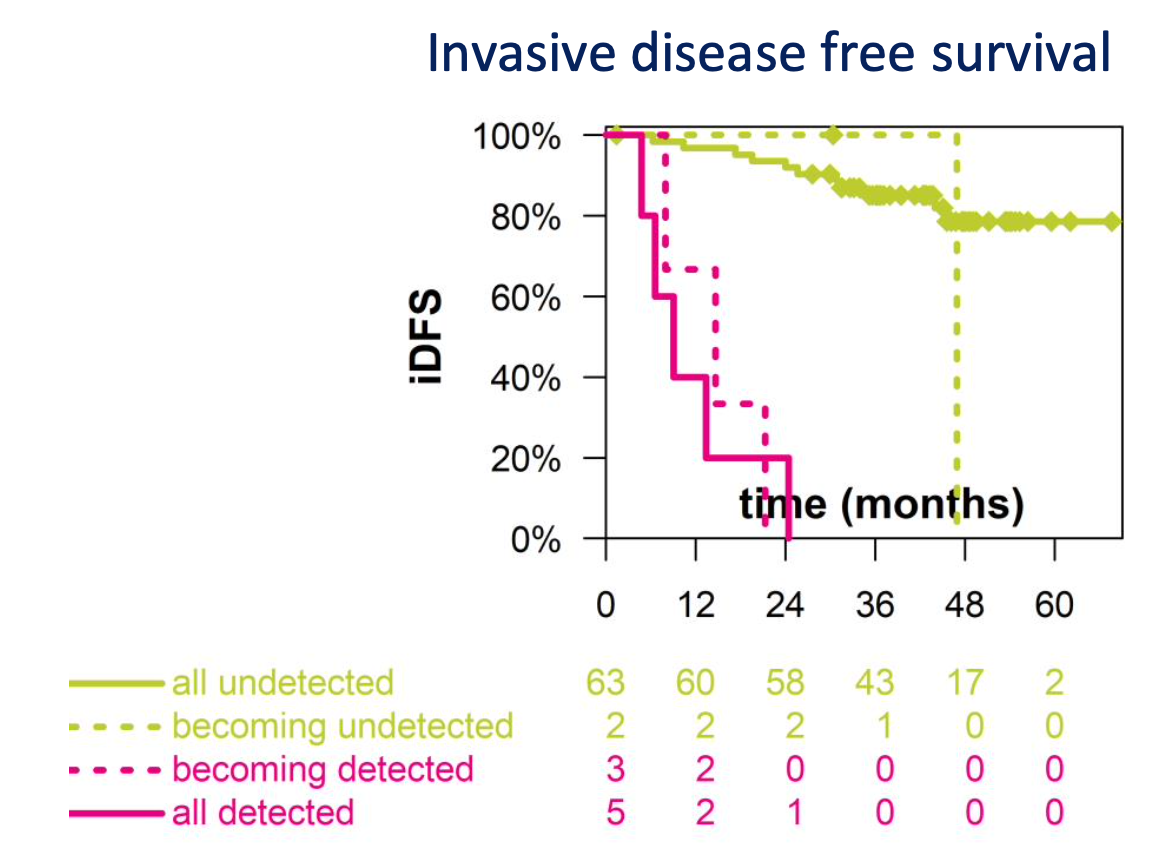 Invasive disease free survival
100%
80%
60%
40%
20%
0%
iDFS
time (months)
0 12 24 36 48 60
all undetected 63 60 58 43 17 2
becoming undetected 2 2 2 1 0 0
becoming detected 3 2 0 0 0 0
all detected 5 2 1 0 0 0